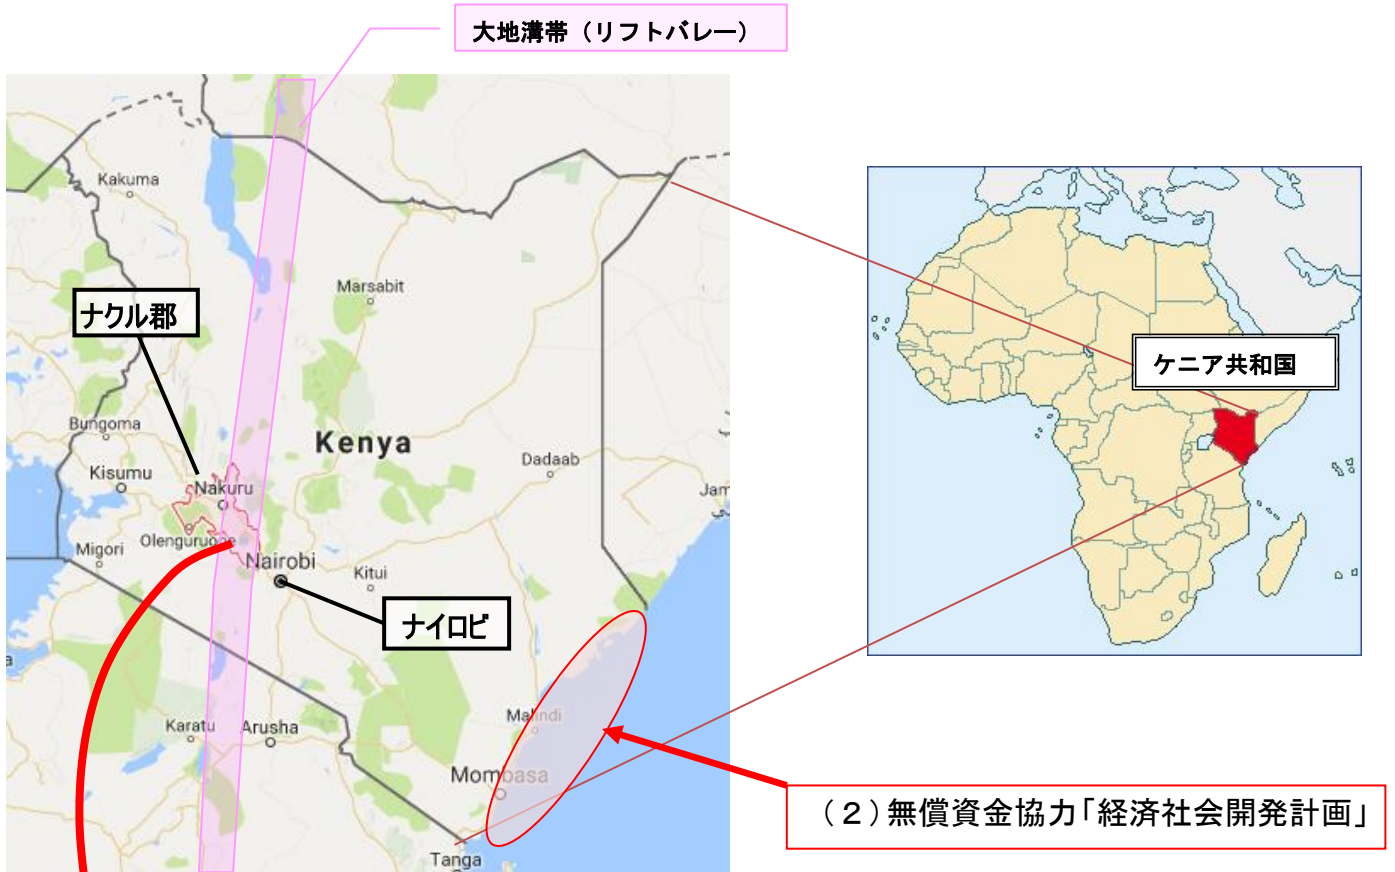 大地溝帯（リフトバレー）
Kakuma
Marsabit
ナクル郡
ケニア共和国
Bungoma
Kenya
Kisumu
Dadaab
Nakuru
Jam
Olenguruone
Migori
Nairobi
Kitui
ナイロビ
Malindi
Karatu
Arusha
Mombasa
（２）無償資金協力「経済社会開発計画」
Tanga